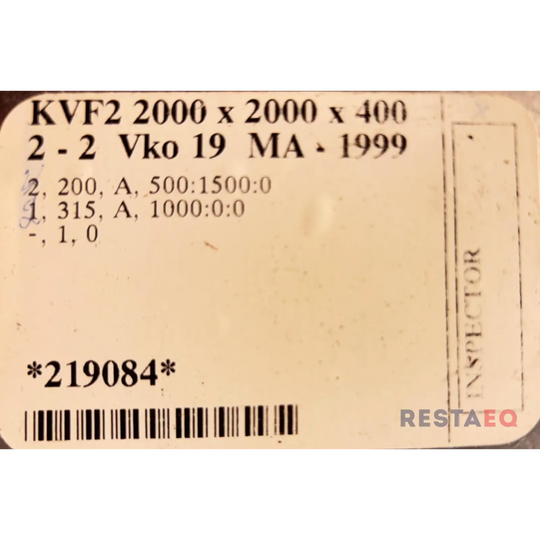 KVF2 2000 x 2000 x 400
2 - 2 Vko 19 MA - 1999
2, 200, A, 500:1500:0
1, 315, A, 1000:0:0
-, 1, 0
*219084*
INSPECTOR
RESTAEQ